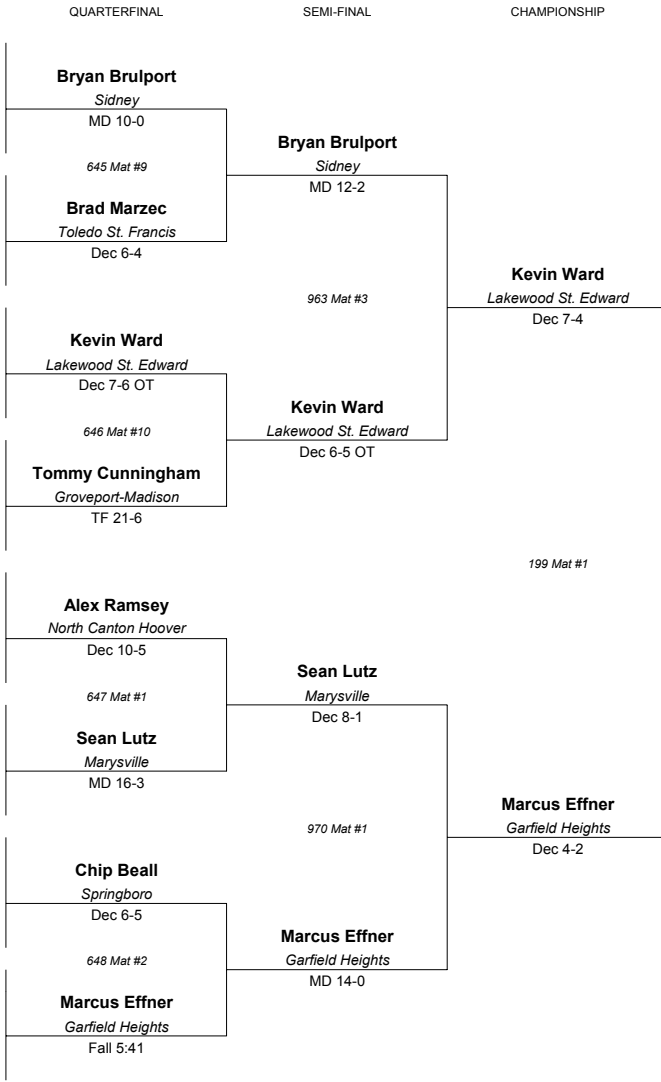 QUARTERFINAL
SEMI-FINAL
CHAMPIONSHIP
Bryan Brulport
Sidney
MD 10-0
645 Mat #9
Brad Marzec
Toledo St. Francis
Dec 6-4
Kevin Ward
Lakewood St. Edward
Dec 7-6 OT
646 Mat #10
Tommy Cunningham
Groveport-Madison
TF 21-6
Alex Ramsey
North Canton Hoover
Dec 10-5
647 Mat #1
Sean Lutz
Marysville
MD 16-3
Chip Beall
Springboro
Dec 6-5
648 Mat #2
Marcus Effner
Garfield Heights
Fall 5:41
Bryan Brulport
Sidney
MD 12-2
963 Mat #3
Kevin Ward
Lakewood St. Edward
Dec 6-5 OT
Sean Lutz
Marysville
Dec 8-1
970 Mat #1
Marcus Effner
Garfield Heights
MD 14-0
Kevin Ward
Lakewood St. Edward
Dec 7-4
199 Mat #1
Marcus Effner
Garfield Heights
Dec 4-2